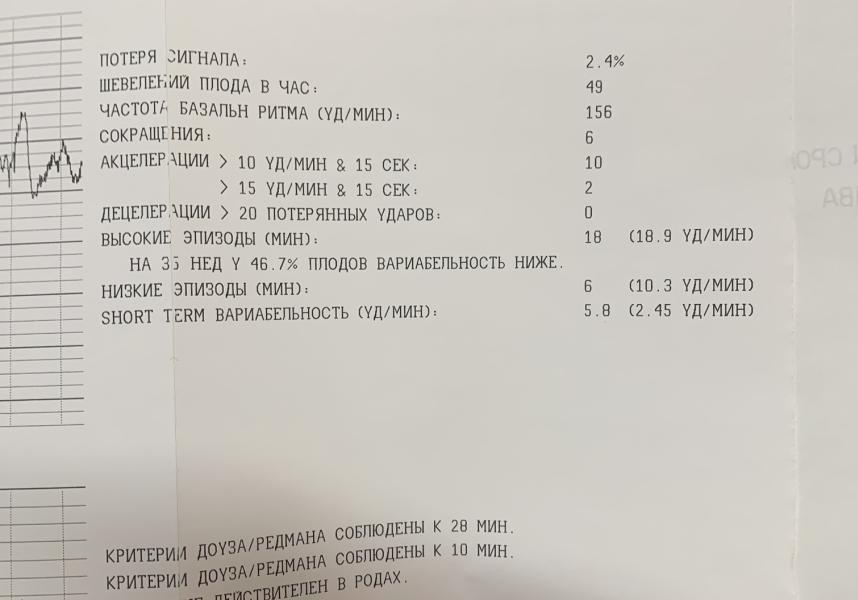 ПОТЕРЯ СИГНАЛА: 2.4%
ШЕВЕЛЕНИЙ ПЛОДА В ЧАС: 49
ЧАСТОТА БАЗАЛЬН РИТМА (УД/МИН): 156
СОКРАЩЕНИЯ: 6
АКЦЕЛЕРАЦИИ > 10 УД/МИН & 15 СЕК: 10
> 15 УД/МИН & 15 СЕК: 2
ДЕЦЕЛЕРАЦИИ > 20 ПОТЕРЯННЫХ УДАРОВ: 0
ВЫСОКИЕ ЭПИЗОДЫ (МИН): 18 (18.9 УД/МИН)
НА 35 НЕД У 46.7% ПЛОДОВ ВАРИАБЕЛЬНОСТЬ НИЖЕ.
НИЗКИЕ ЭПИЗОДЫ (МИН): 6 (10.3 УД/МИН)
SHORT TERM ВАРИАБЕЛЬНОСТЬ (УД/МИН): 5.8 (2.45 УД/МИН)
КРИТЕРИИ ДОУЗА/РЕДМАНА СОБЛЮДЕНЫ К 28 МИН.
КРИТЕРИИ ДОУЗА/РЕДМАНА СОБЛЮДЕНЫ К 10 МИН.
ДЕЙСТВИТЕЛЕН В РОДАХ.